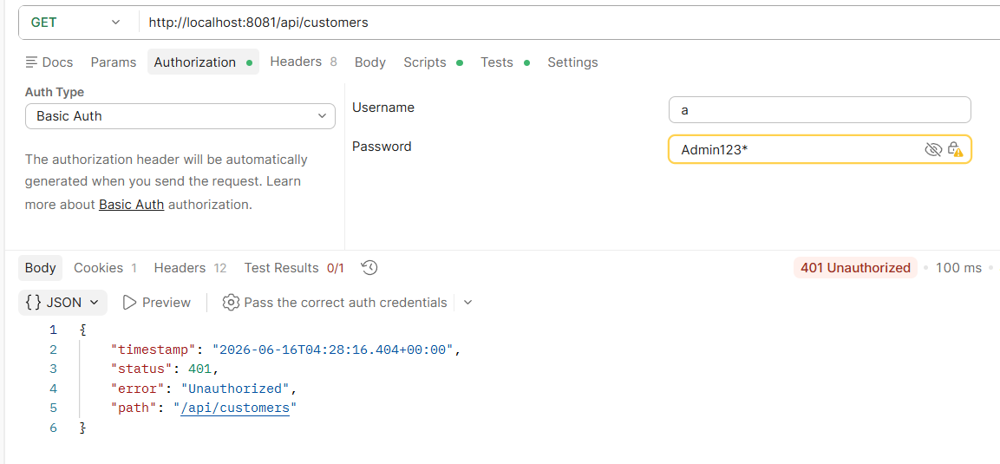 GET http://localhost:8081/api/customers
Docs Params Authorization Headers 8 Body Scripts Tests Settings
Auth Type
Basic Auth
The authorization header will be automatically
generated when you send the request. Learn
more about Basic Auth authorization.
Username a
Password Admin123*
Body Cookies 1 Headers 12 Test Results 0/1 401 Unauthorized 100 ms
{} JSON Preview Pass the correct auth credentials
1 {
2 "timestamp": "2026-06-16T04:28:16.404+00:00",
3 "status": 401,
4 "error": "Unauthorized",
5 "path": "/api/customers"
6 }